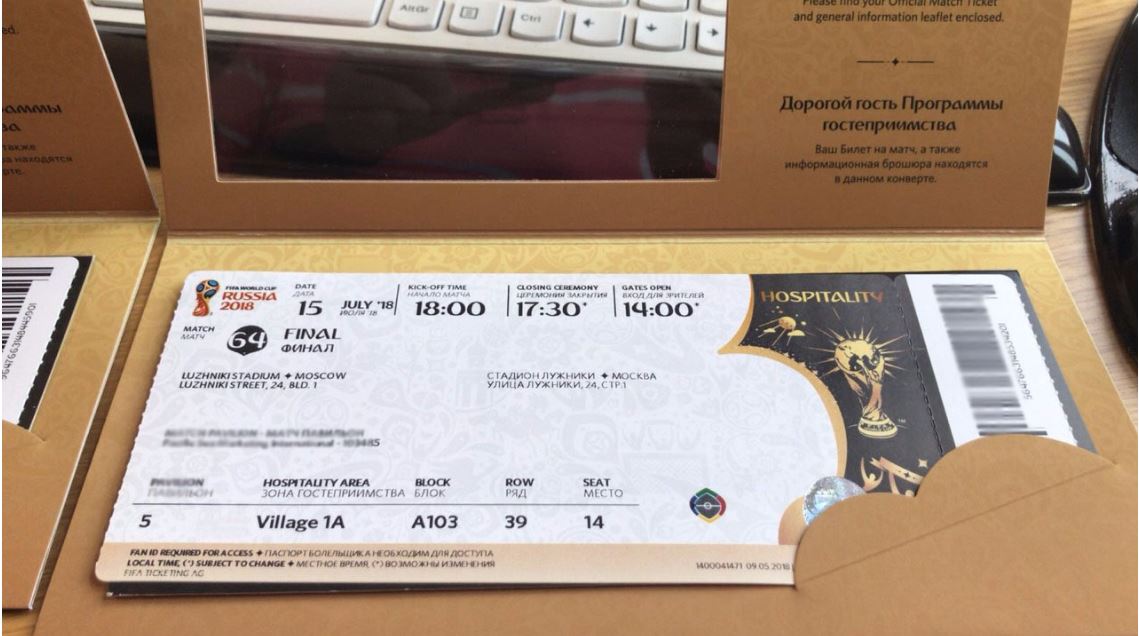 AltGr
Ctrl
Please find your Official Match Ticket
and general information leaflet enclosed.
Дорогой гость Программы
гостеприимства
Ваш Билет на матч, а также
информационная брошюра находятся
в данном конверте.
ed.
также
находятся
FIFA WORLD CUP
RUSSIA
2018
DATE
ДАТА
15 JULY '18
ИЮЛЯ '18
KICK-OFF TIME
НАЧАЛО МАТЧА
18:00
CLOSING CEREMONY
ЦЕРЕМОНИЯ ЗАКРЫТИЯ
17:30*
GATES OPEN
ВХОД ДЛЯ ЗРИТЕЛЕЙ
14:00*
HOSPITALITY
MATCH
МАТЧ
64
FINAL
ФИНАЛ
LUZHNIKI STADIUM ✦ MOSCOW
LUZHNIKI STREET, 24, BLD. 1
СТАДИОН ЛУЖНИКИ ✦ МОСКВА
УЛИЦА ЛУЖНИКИ, 24, СТР.1
PAVILION
ПАВИЛЬОН
5
HOSPITALITY AREA
ЗОНА ГОСТЕПРИИМСТВА
Village 1A
BLOCK
БЛОК
A103
ROW
РЯД
39
SEAT
МЕСТО
14
FAN ID REQUIRED FOR ACCESS ✦ ПАСПОРТ БОЛЕЛЬЩИКА НЕОБХОДИМ ДЛЯ ДОСТУПА
LOCAL TIME, (*) SUBJECT TO CHANGE ✦ МЕСТНОЕ ВРЕМЯ, (*) ВОЗМОЖНЫ ИЗМЕНЕНИЯ
FIFA TICKETING AG
1400041471 09.05.2018